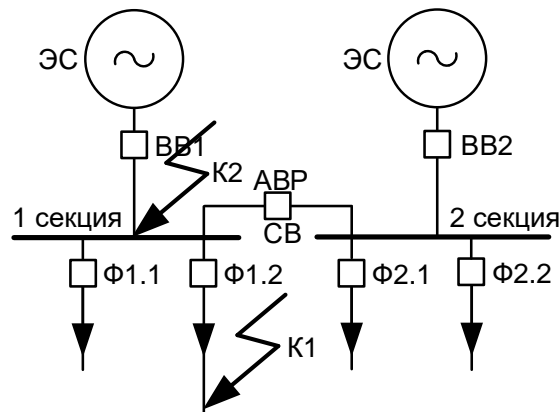 ЭС
ЭС
ВВ1
ВВ2
К2
АВР
1 секция
СВ
2 секция
Ф1.1
Ф1.2
Ф2.1
Ф2.2
К1